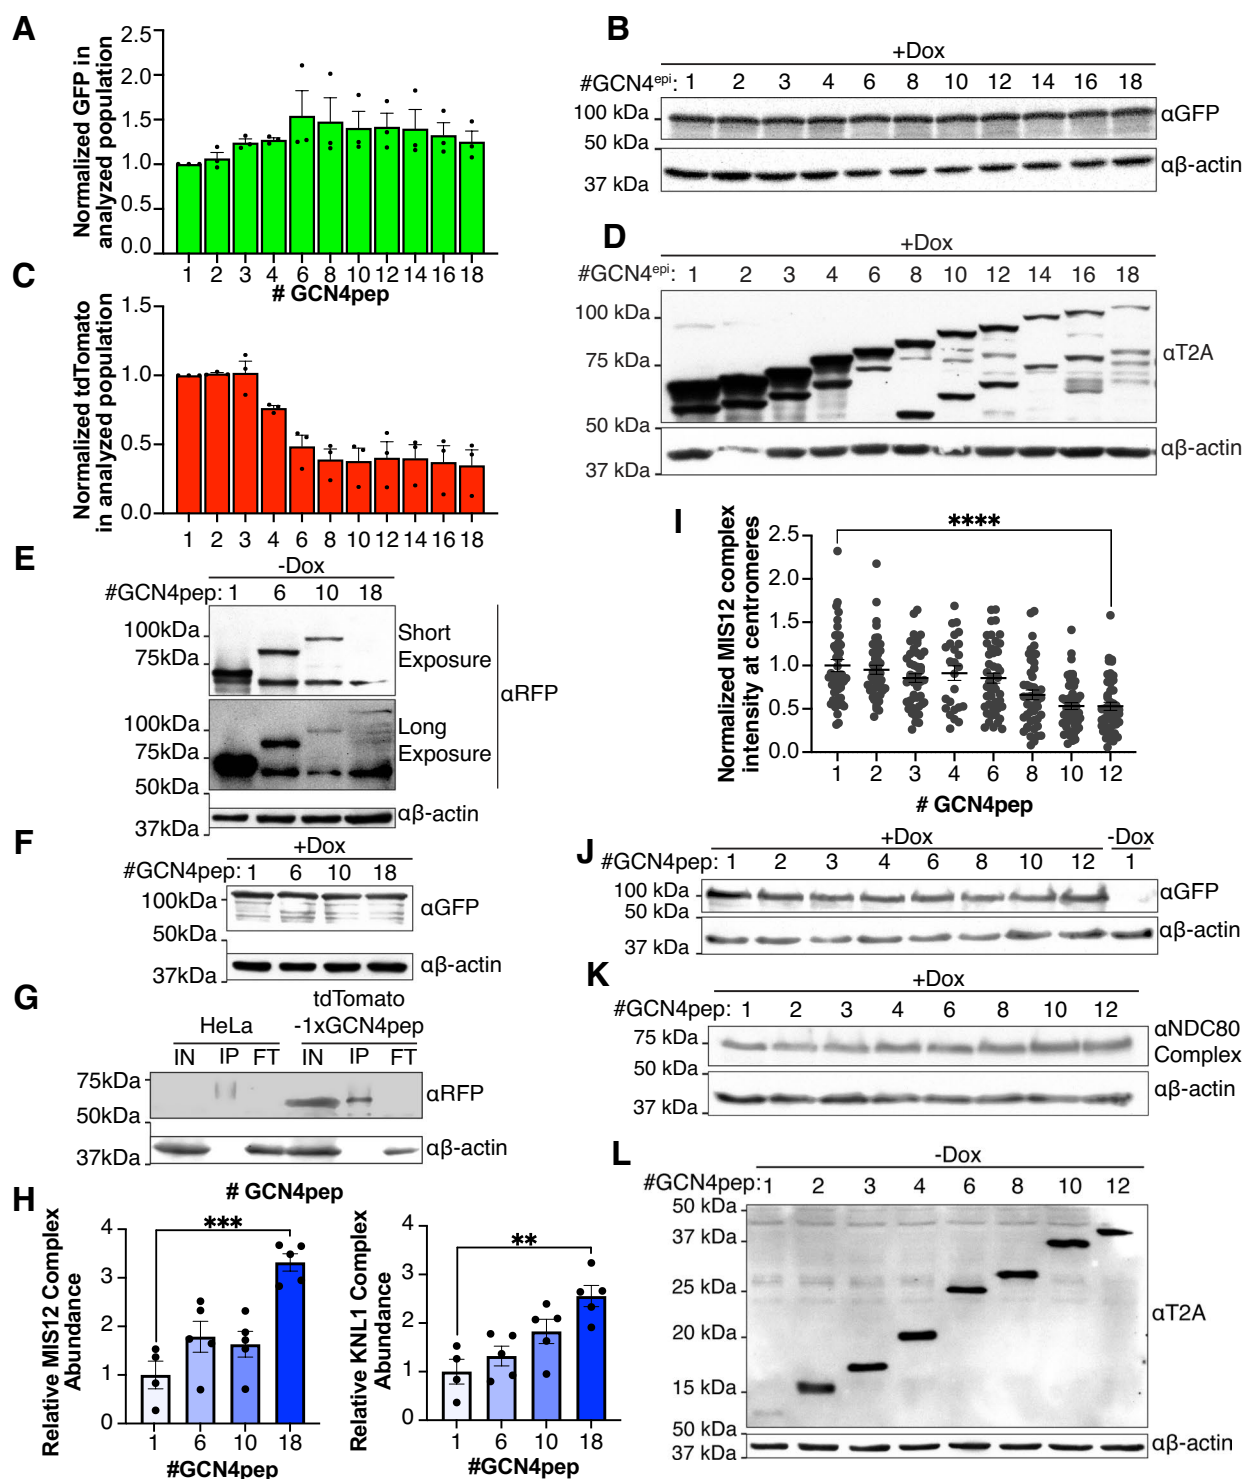 A
Normalized GFP in
analyzed population
2.5
2.0
1.5
1.0
0.5
0.0
1 2 3 4 6 8 10 12 14 16 18
# GCN4pep
B
+Dox
#GCN4epi: 1 2 3 4 6 8 10 12 14 16 18
100 kDa
αGFP
50 kDa
αβ-actin
37 kDa
C
Normalized tdTomato
in analyzed population
1.5
1.0
0.5
0.0
1 2 3 4 6 8 10 12 14 16 18
D
+Dox
#GCN4epi: 1 2 3 4 6 8 10 12 14 16 18
100 kDa
75 kDa
αT2A
50 kDa
αβ-actin
37 kDa
E
-Dox
#GCN4pep: 1 6 10 18
100kDa
75kDa
Short
Exposure
αRFP
100kDa
75kDa
50kDa
Long
Exposure
αβ-actin
37kDa
F
+Dox
#GCN4pep: 1 6 10 18
100kDa
αGFP
50kDa
αβ-actin
37kDa
G
HeLa
tdTomato
-1xGCN4pep
IN IP FT IN IP FT
75kDa
αRFP
50kDa
αβ-actin
37kDa
H
# GCN4pep
Relative MIS12 Complex
Abundance
4
3
2
1
0
***
1 6 10 18
#GCN4pep
Relative KNL1 Complex
Abundance
4
3
2
1
0
**
1 6 10 18
#GCN4pep
I
Normalized MIS12 complex
intensity at centromeres
2.5
2.0
1.5
1.0
0.5
0.0
****
1 2 3 4 6 8 10 12
# GCN4pep
J
+Dox -Dox
#GCN4pep: 1 2 3 4 6 8 10 12 1
100 kDa
αGFP
50 kDa
αβ-actin
37 kDa
K
+Dox
#GCN4pep: 1 2 3 4 6 8 10 12
75 kDa
αNDC80
Complex
50 kDa
αβ-actin
37 kDa
L
-Dox
#GCN4pep: 1 2 3 4 6 8 10 12
50 kDa
37 kDa
25 kDa
αT2A
20 kDa
15 kDa
50 kDa
αβ-actin
37 kDa